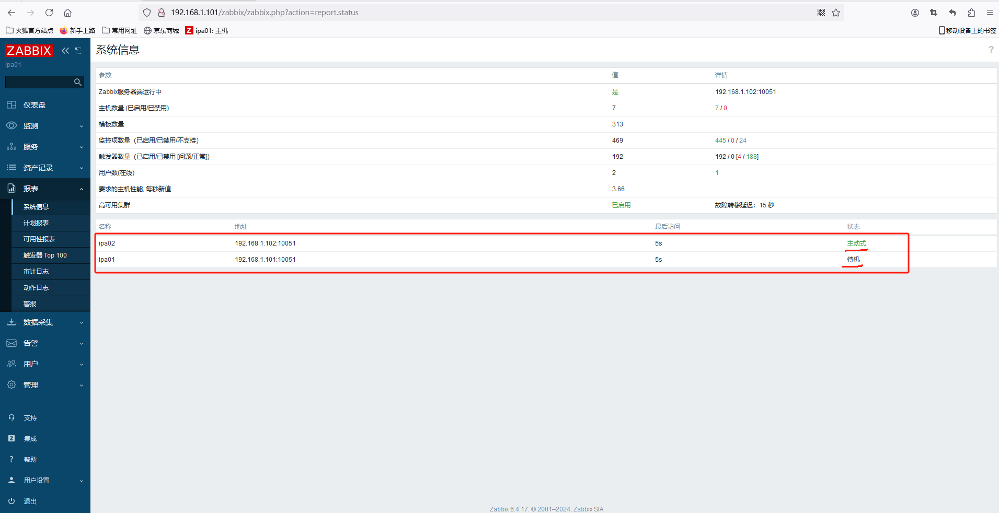 192.168.1.101/zabbix/zabbix.php?action=report.status
火狐官方站点 新手上路 常用网址 京东商城 Z ipa01: 主机 移动设备上的书签
ZABBIX
ipa01
仪表盘
监测
服务
资产记录
报表
系统信息
计划报表
可用性报表
触发器 Top 100
审计日志
动作日志
警报
数据采集
告警
用户
管理
支持
Z 集成
? 帮助
用户设置
退出
系统信息 ?
参数 值 详情
Zabbix服务器端运行中 是 192.168.1.102:10051
主机数量 (已启用/已禁用) 7 7 / 0
模板数量 313
监控项数量（已启用/已禁用/不支持） 469 445 / 0 / 24
触发器数量（已启用/已禁用 [问题/正常]） 192 192 / 0 [4 / 188]
用户数(在线) 2 1
要求的主机性能, 每秒新值 3.66
高可用集群 已启用 故障转移延迟： 15 秒
名称 地址 最后访问 状态
ipa02 192.168.1.102:10051 5s 主动式
ipa01 192.168.1.101:10051 5s 待机
Zabbix 6.4.17. © 2001–2024, Zabbix SIA